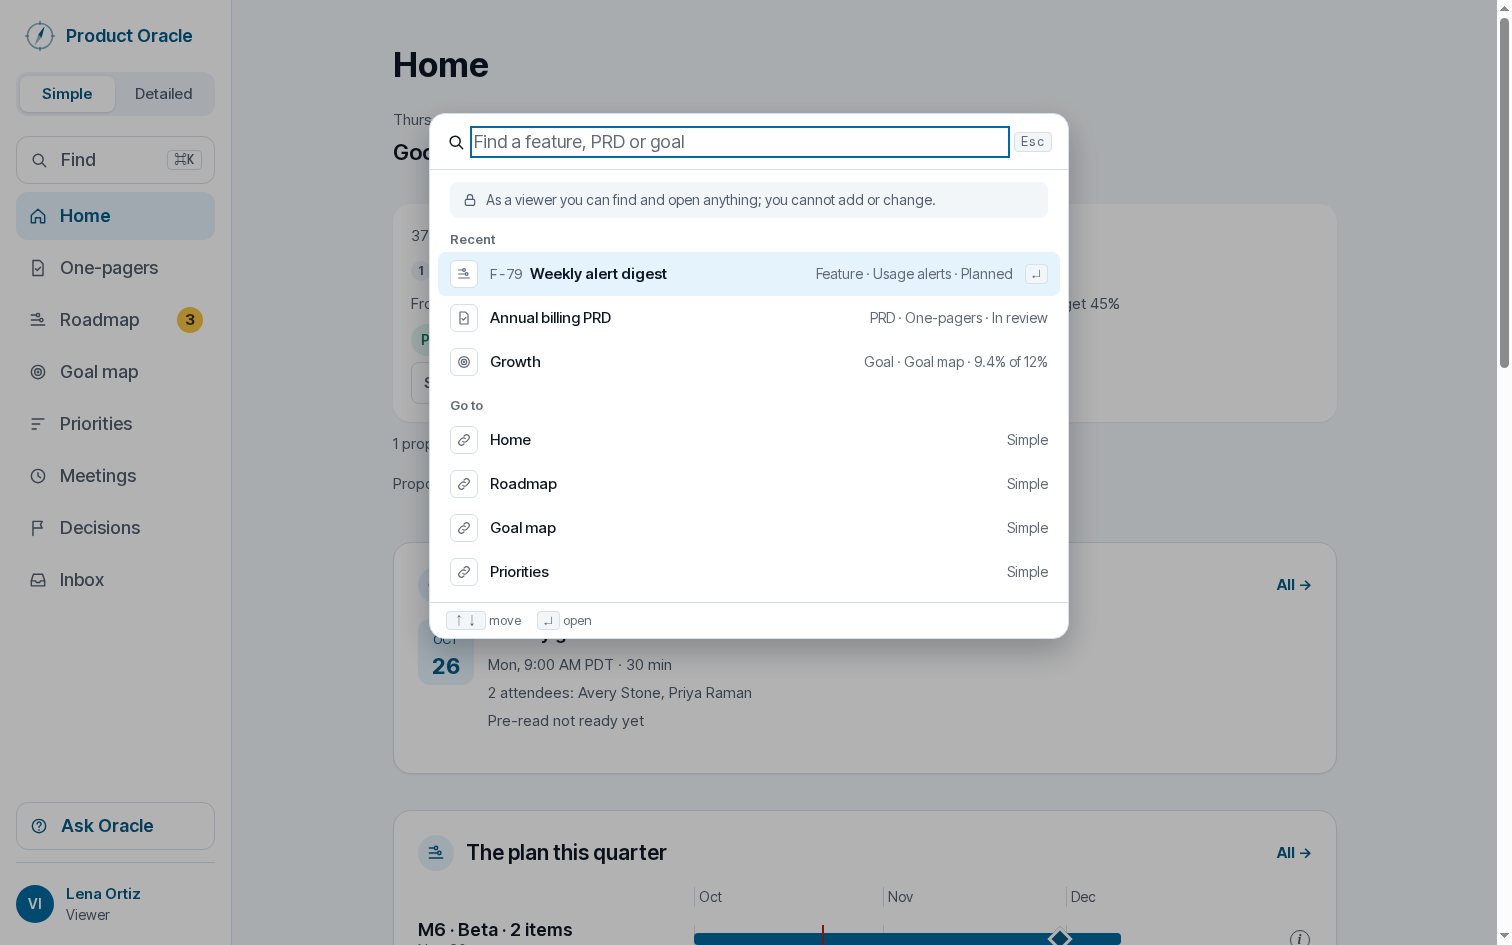 Product Oracle
Simple
Detailed
Find
⌘K
Home
One-pagers
Roadmap
3
Goal map
Priorities
Meetings
Decisions
Inbox
Ask Oracle
VI
Lena Ortiz
Viewer
Home
Thurs
Find a feature, PRD or goal
Esc
As a viewer you can find and open anything; you cannot add or change.
Recent
F-79 Weekly alert digest
Feature · Usage alerts · Planned
Annual billing PRD
PRD · One-pagers · In review
Growth
Goal · Goal map · 9.4% of 12%
Go to
Home
Simple
Roadmap
Simple
Goal map
Simple
Priorities
Simple
↑ ↓ move
↵ open
37
1
get 45%
1 prop
Propo
All →
26
Mon, 9:00 AM PDT · 30 min
2 attendees: Avery Stone, Priya Raman
Pre-read not ready yet
The plan this quarter
All →
Oct
Nov
Dec
M6 · Beta · 2 items
i